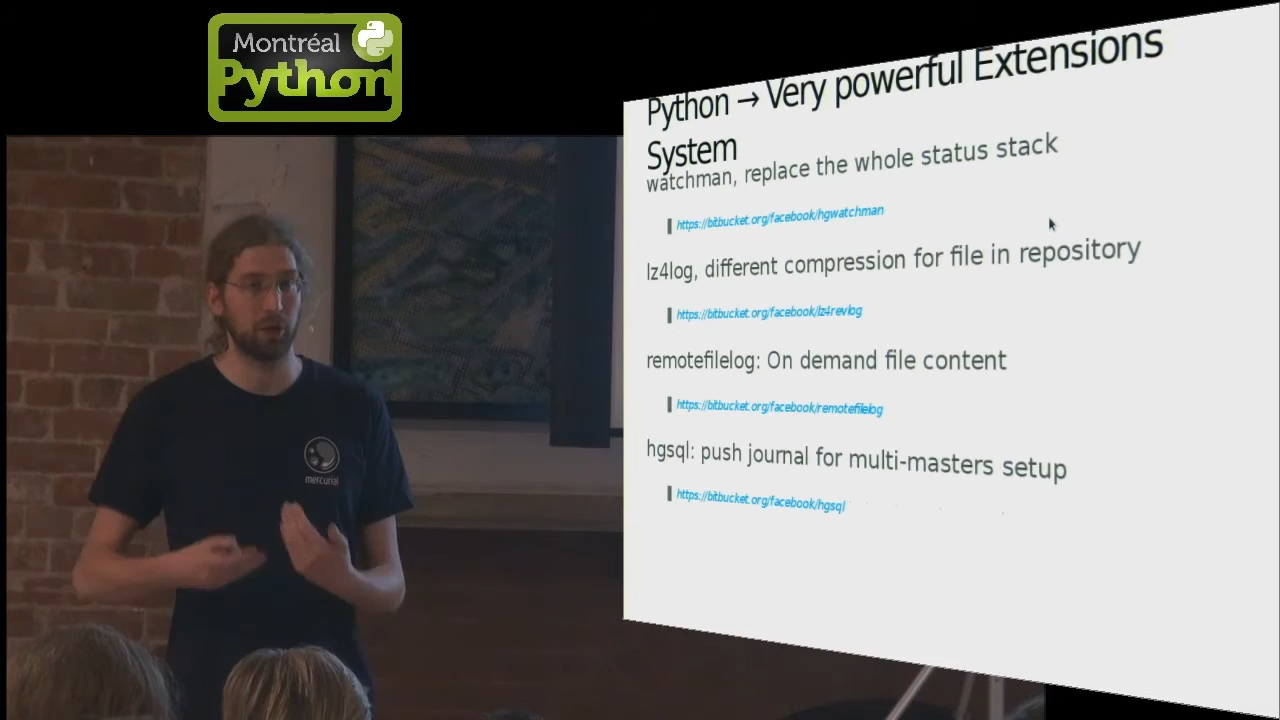 Montréal
Python
Python → Very powerful Extensions
System
watchman, replace the whole status stack
https://bitbucket.org/facebook/hgwatchman
lz4log, different compression for file in repository
https://bitbucket.org/facebook/lz4revlog
remotefilelog: On demand file content
https://bitbucket.org/facebook/remotefilelog
hgsql: push journal for multi-masters setup
https://bitbucket.org/facebook/hgsql
mercurial